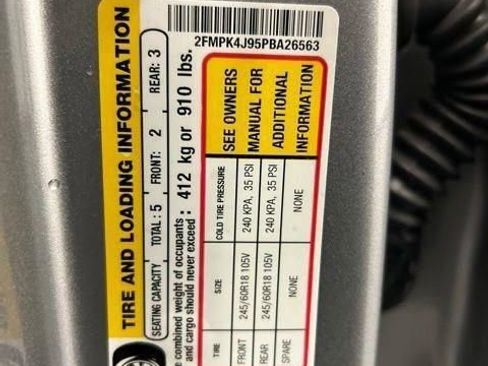 2FMPK4J95PBA26563
TIRE AND LOADING INFORMATION
SEATING CAPACITY TOTAL: 5 FRONT: 2 REAR: 3
e combined weight of occupants
and cargo should never exceed: 412 kg or 910 lbs.
TIRE SIZE COLD TIRE PRESSURE
FRONT 245/60R18 105V 240 KPA, 35 PSI
REAR 245/60R18 105V 240 KPA, 35 PSI
SPARE NONE NONE
SEE OWNERS
MANUAL FOR
ADDITIONAL
INFORMATION